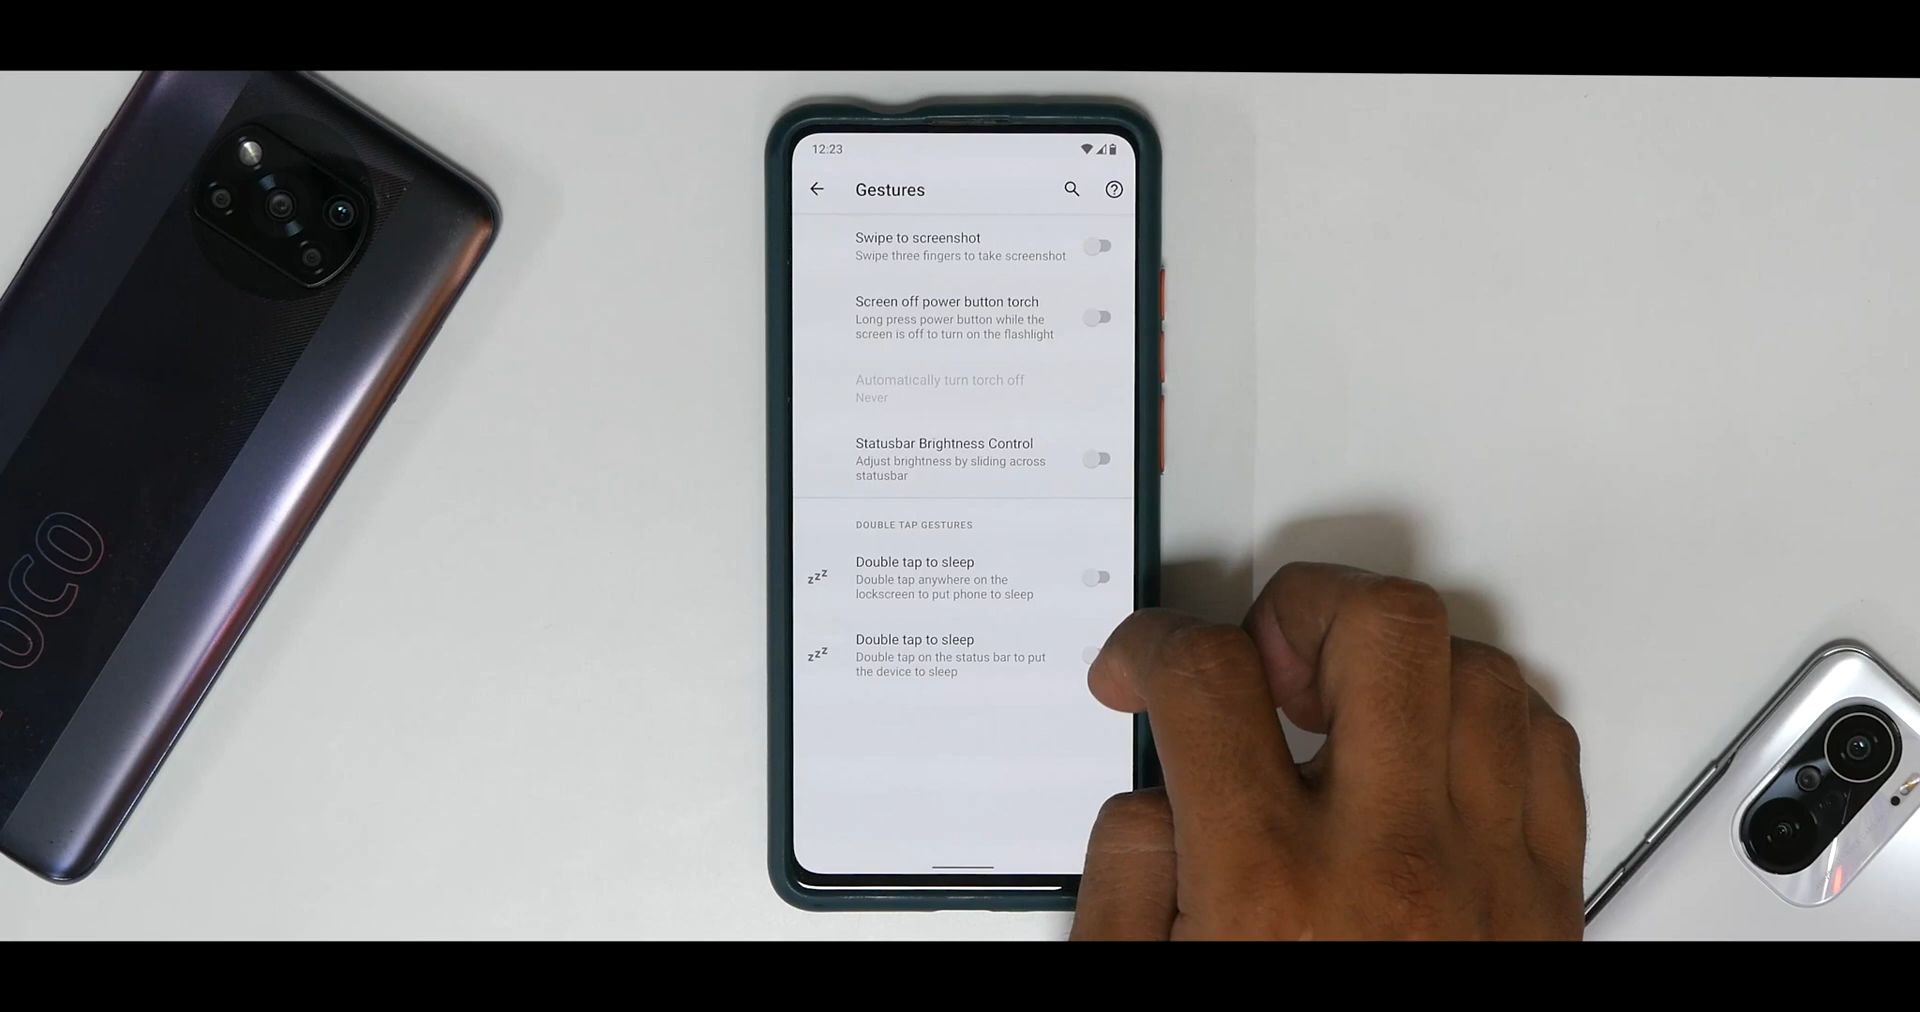 12:23
Gestures
Swipe to screenshot
Swipe three fingers to take screenshot
Screen off power button torch
Long press power button while the
screen is off to turn on the flashlight
Automatically turn torch off
Never
Statusbar Brightness Control
Adjust brightness by sliding across
statusbar
DOUBLE TAP GESTURES
zzz
Double tap to sleep
Double tap anywhere on the
lockscreen to put phone to sleep
zzz
Double tap to sleep
Double tap on the status bar to put
the device to sleep
OCO